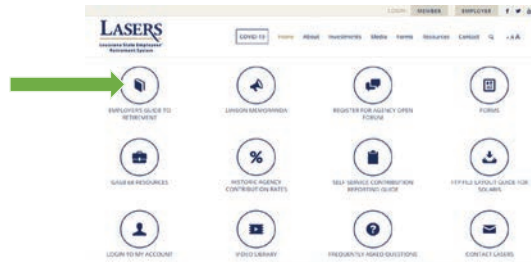 LOGIN MEMBER EMPLOYER
LASERS
Louisiana State Employees'
Retirement System
COVID-19 Home About Investments Media Forms Resources Contact
EMPLOYER'S GUIDE TO
RETIREMENT
LIAISON MEMORANDA
REGISTER FOR AGENCY OPEN
FORUM
FORMS
GASB 68 RESOURCES
HISTORIC AGENCY
CONTRIBUTION RATES
SELF-SERVICE CONTRIBUTION
REPORTING GUIDE
LAYOUT GUIDE FOR
SOLARIS
LOGIN TO MY ACCOUNT
VIDEO LIBRARY
FREQUENTLY ASKED QUESTIONS
CONTACT LASERS